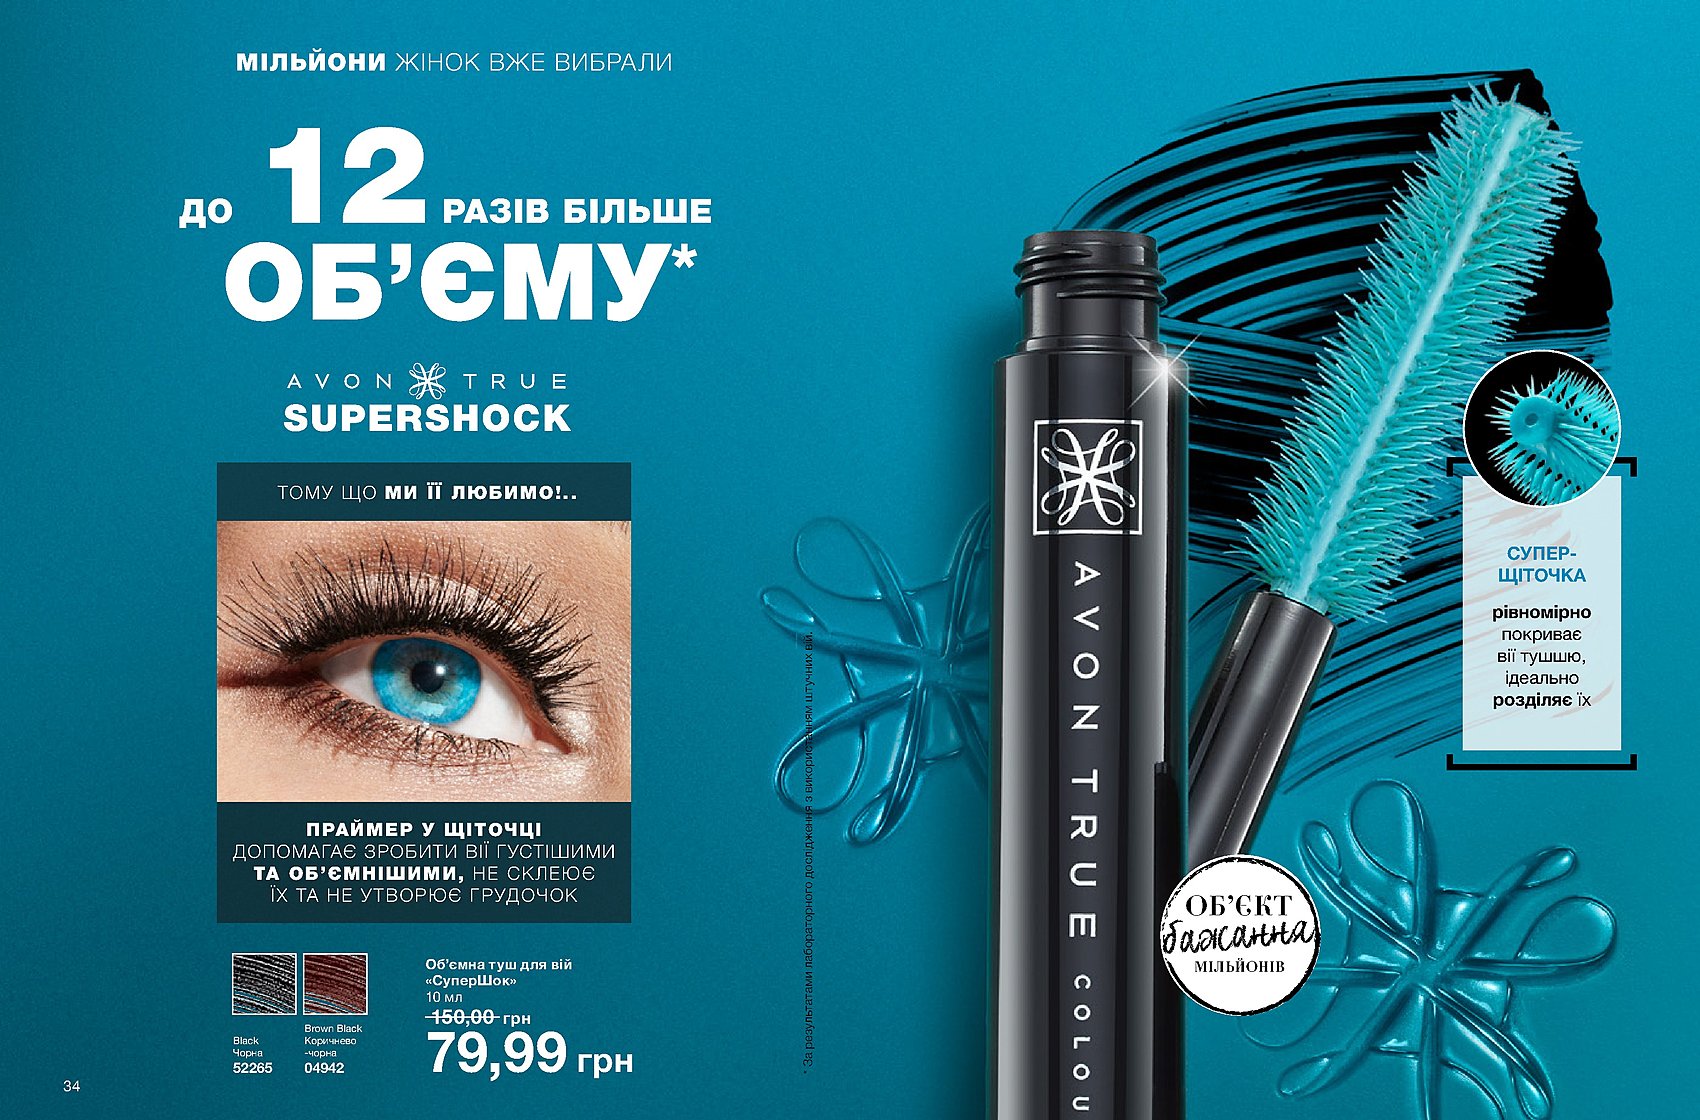 МІЛЬЙОНИ ЖІНОК ВЖЕ ВИБРАЛИ
ДО 12 РАЗІВ БІЛЬШЕ
ОБ’ЄМУ*
AVON TRUE
SUPERSHOCK
ТОМУ ЩО МИ ЇЇ ЛЮБИМО!..
ПРАЙМЕР У ЩІТОЧЦІ
ДОПОМАГАЄ ЗРОБИТИ ВІЇ ГУСТІШИМИ
ТА ОБ’ЄМНІШИМИ, НЕ СКЛЕЮЄ
ЇХ ТА НЕ УТВОРЮЄ ГРУДОЧОК
Black
Чорна
52265
Brown Black
Коричнево
-чорна
04942
Об’ємна туш для вій
«СуперШок»
10 мл
150,00 грн
79,99 грн
34
* За результатами лабораторного дослідження з використанням штучних вій.
AVON TRUE COLOU
СУПЕР-
ЩІТОЧКА
рівномірно
покриває
вії тушшю,
ідеально
розділяє їх
ОБ’ЄКТ
бажання
МІЛЬЙОНІВ